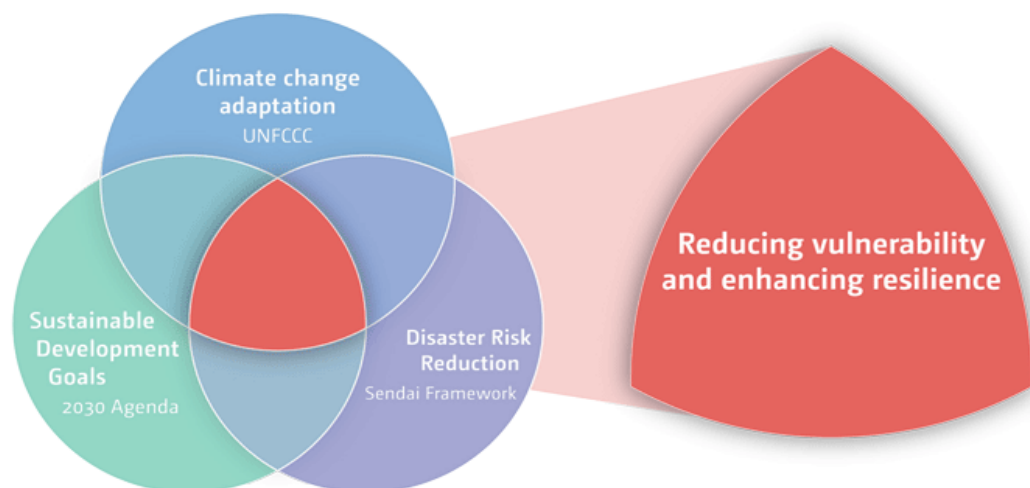 Climate change
adaptation
UNFCCC
Sustainable
Development
Goals
2030 Agenda
Disaster Risk
Reduction
Sendai Framework
Reducing vulnerability
and enhancing resilience